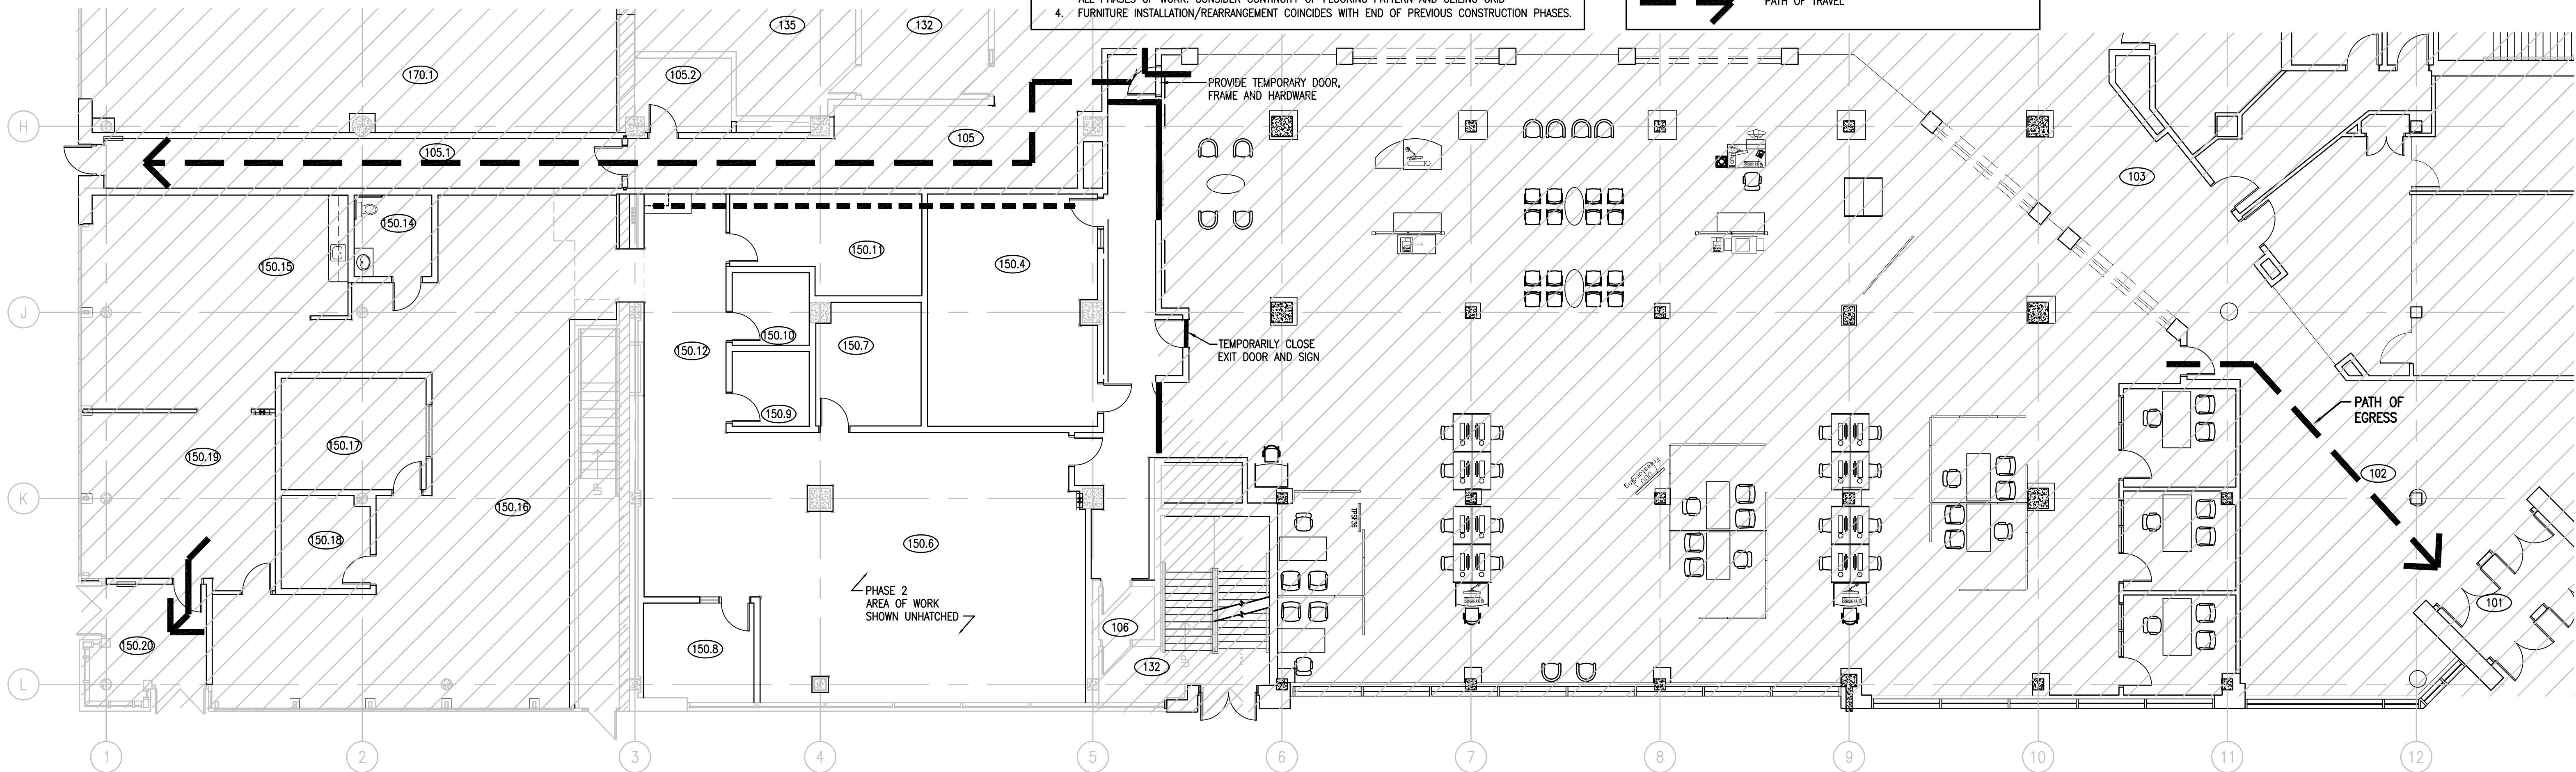 ALL PHASES OF WORK. CONSIDER CONTINUITY OF FLOORING PATTERN AND CEILING GRID
4. FURNITURE INSTALLATION/REARRANGEMENT COINCIDES WITH END OF PREVIOUS CONSTRUCTION PHASES.
PATH OF TRAVEL
135
132
170.1
105.2
PROVIDE TEMPORARY DOOR,
FRAME AND HARDWARE
H
105
105.1
103
150.14
150.11
150.15
150.4
J
150.10
150.12
150.7
TEMPORARILY CLOSE
EXIT DOOR AND SIGN
150.9
PATH OF
EGRESS
150.17
150.19
102
UP
Freestanding
K
150.16
150.18
150.6
PHASE 2
AREA OF WORK
SHOWN UNHATCHED
101
106
150.20
150.8
132
UP
L
1
2
3
4
5
6
7
8
9
10
11
12